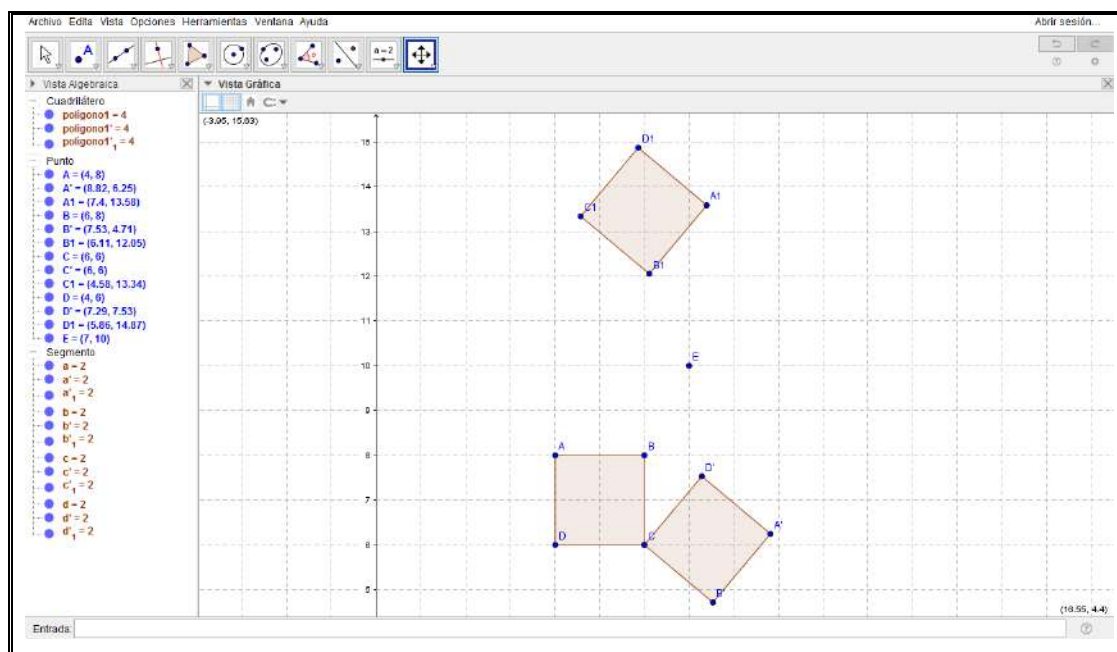 Archivo Edita Vista Opciones Herramientas Ventana Ayuda
Abrir sesión...
A
a=2
Vista Algebraica
Vista Gráfica
Cuadrilátero
polígono1 = 4
polígono1' = 4
polígono1'₁ = 4
Punto
A = (4, 8)
A' = (8.82, 6.25)
A1 = (7.4, 13.58)
B = (6, 8)
B' = (7.53, 4.71)
B1 = (6.11, 12.05)
C = (6, 6)
C' = (6, 6)
C1 = (4.58, 13.34)
D = (4, 6)
D' = (7.29, 7.53)
D1 = (5.86, 14.87)
E = (7, 10)
Segmento
a = 2
a' = 2
a'₁ = 2
b = 2
b' = 2
b'₁ = 2
c = 2
c' = 2
c'₁ = 2
d = 2
d' = 2
d'₁ = 2
(-3.95, 15.63)
15
14
13
12
11
10
9
8
7
6
5
D1
A1
C1
B1
E
A
B
D'
D
C
A'
B'
(16.55, 4.4)
Entrada: